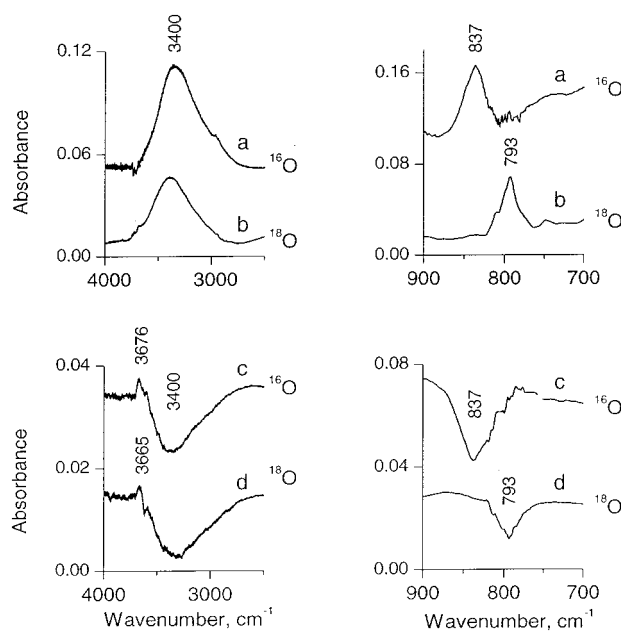 3400
0.12
a
16O
0.06
b
18O
0.00
4000 3000
Absorbance
837
0.16
a
16O
793
0.08
b
18O
0.00
900 800 700
3676
0.04
c
16O
3400
3665
0.02
d
18O
0.00
4000 3000
Wavenumber, cm-1
Absorbance
0.08
c
837
16O
0.04
793
d
18O
0.00
900 800 700
Wavenumber, cm-1